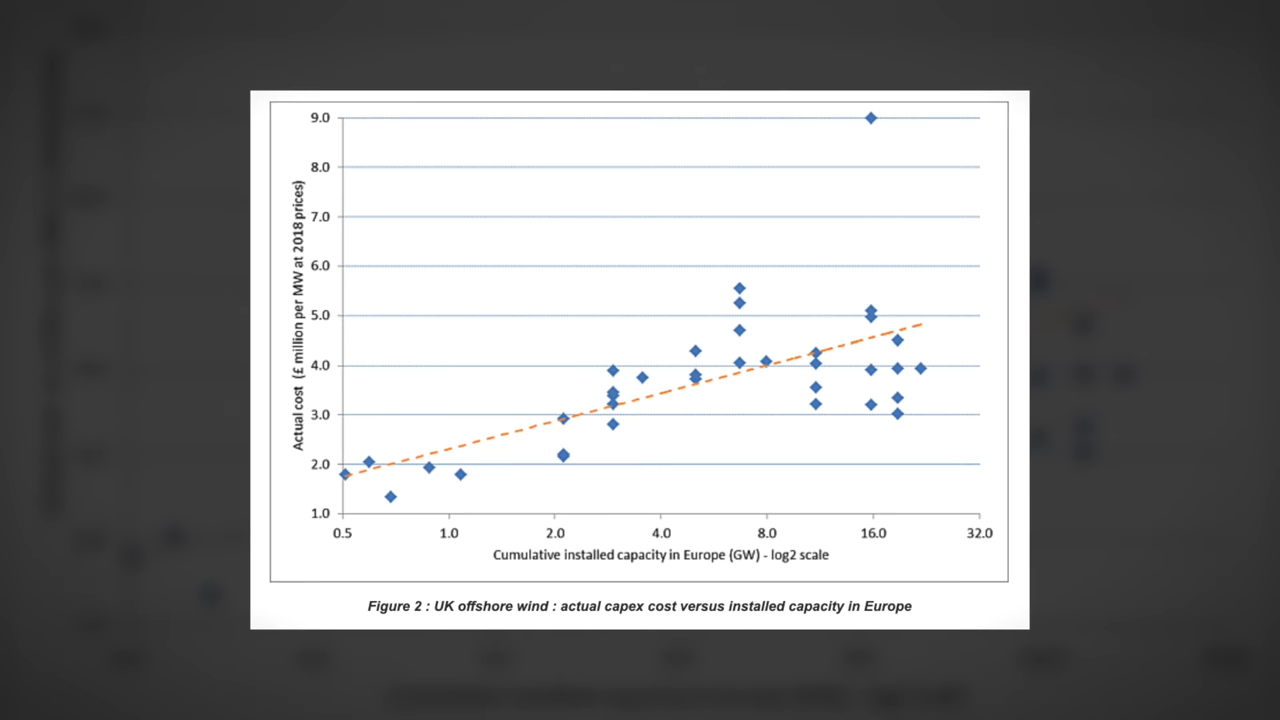 9.0
8.0
7.0
6.0
5.0
4.0
3.0
2.0
1.0
Actual cost (£ million per MW at 2018 prices)
0.5 1.0 2.0 4.0 8.0 16.0 32.0
Cumulative installed capacity in Europe (GW) - log2 scale
Figure 2 : UK offshore wind : actual capex cost versus installed capacity in Europe